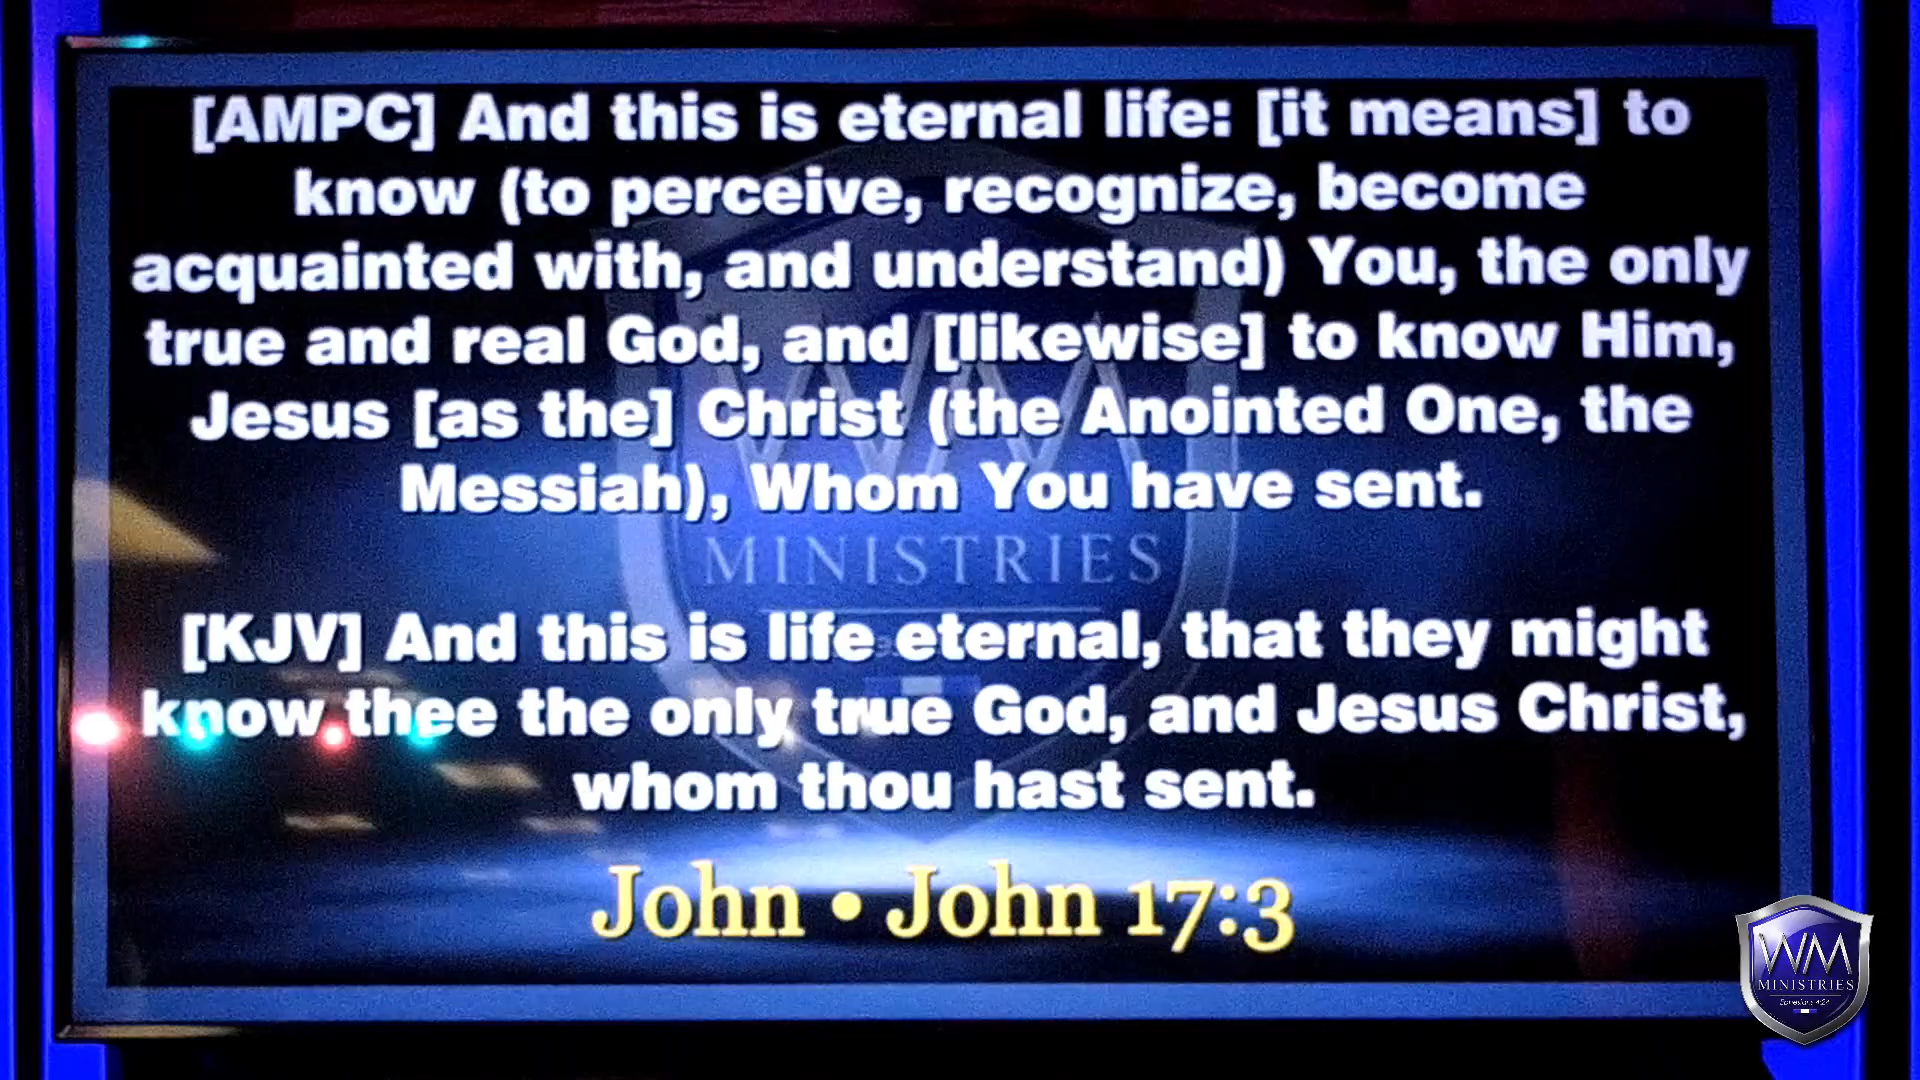 [AMPC] And this is eternal life: [it means] to
know (to perceive, recognize, become
acquainted with, and understand) You, the only
true and real God, and [likewise] to know Him,
Jesus [as the] Christ (the Anointed One, the
Messiah), Whom You have sent.
WM
MINISTRIES
[KJV] And this is life eternal, that they might
know thee the only true God, and Jesus Christ,
whom thou hast sent.
John • John 17:3
WM
MINISTRIES